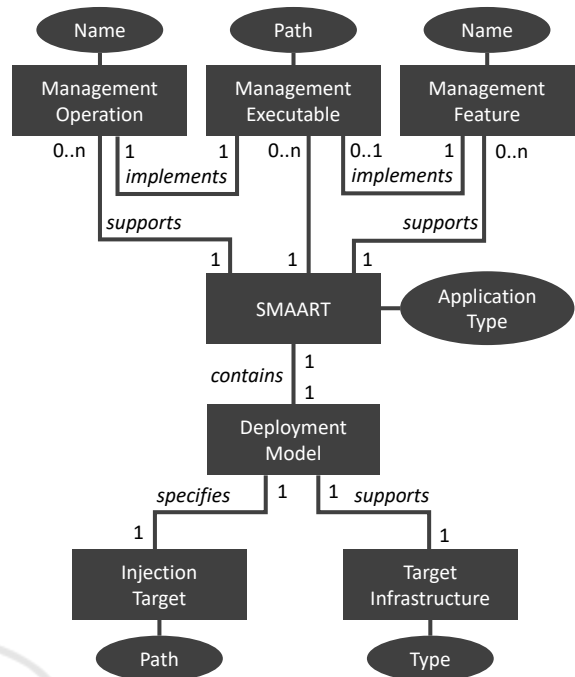 Name
Path
Name
Management
Operation
Management
Executable
Management
Feature
0..n
1
1
0..n
0..1
1
0..n
implements
implements
supports
supports
1
1
1
SMAART
Application
Type
contains
1
1
Deployment
Model
specifies
1
1
supports
1
1
Injection
Target
Target
Infrastructure
Path
Type